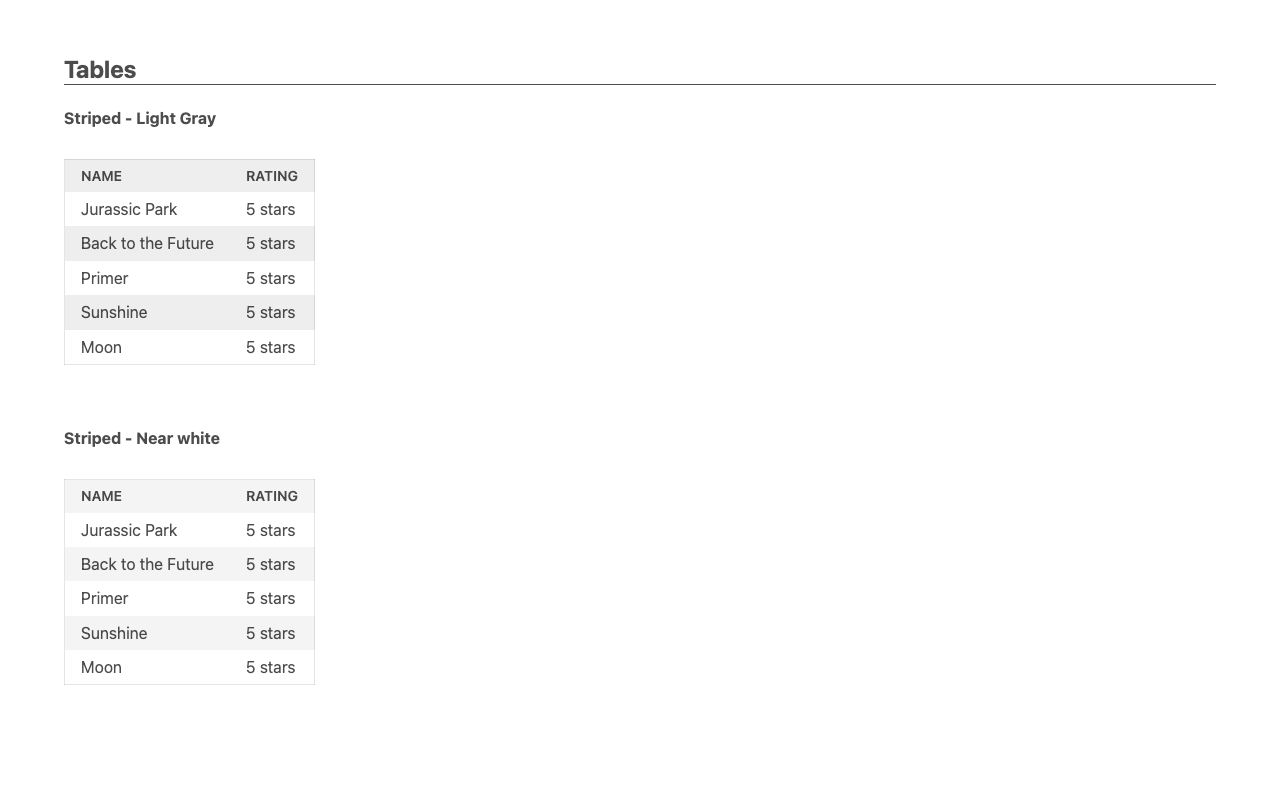 Tables
Striped - Light Gray
NAME RATING
Jurassic Park 5 stars
Back to the Future 5 stars
Primer 5 stars
Sunshine 5 stars
Moon 5 stars
Striped - Near white
NAME RATING
Jurassic Park 5 stars
Back to the Future 5 stars
Primer 5 stars
Sunshine 5 stars
Moon 5 stars